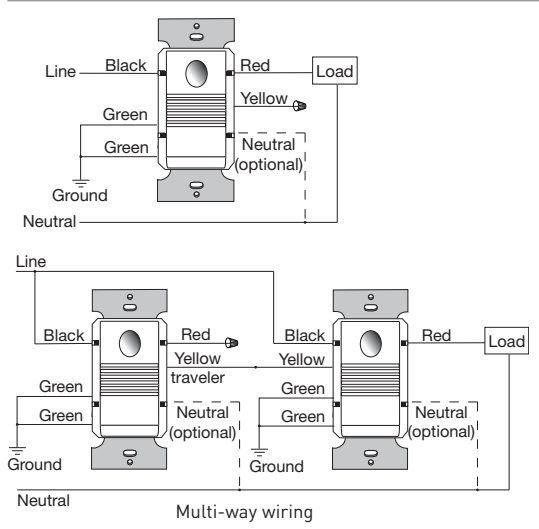 Line
Black
Red
Load
Yellow
Green
Green
Neutral
(optional)
Ground
Neutral
Line
Black
Red
Black
Red
Load
Yellow
traveler
Yellow
Green
Green
Green
Green
Neutral
(optional)
Neutral
(optional)
Ground
Ground
Neutral
Multi-way wiring